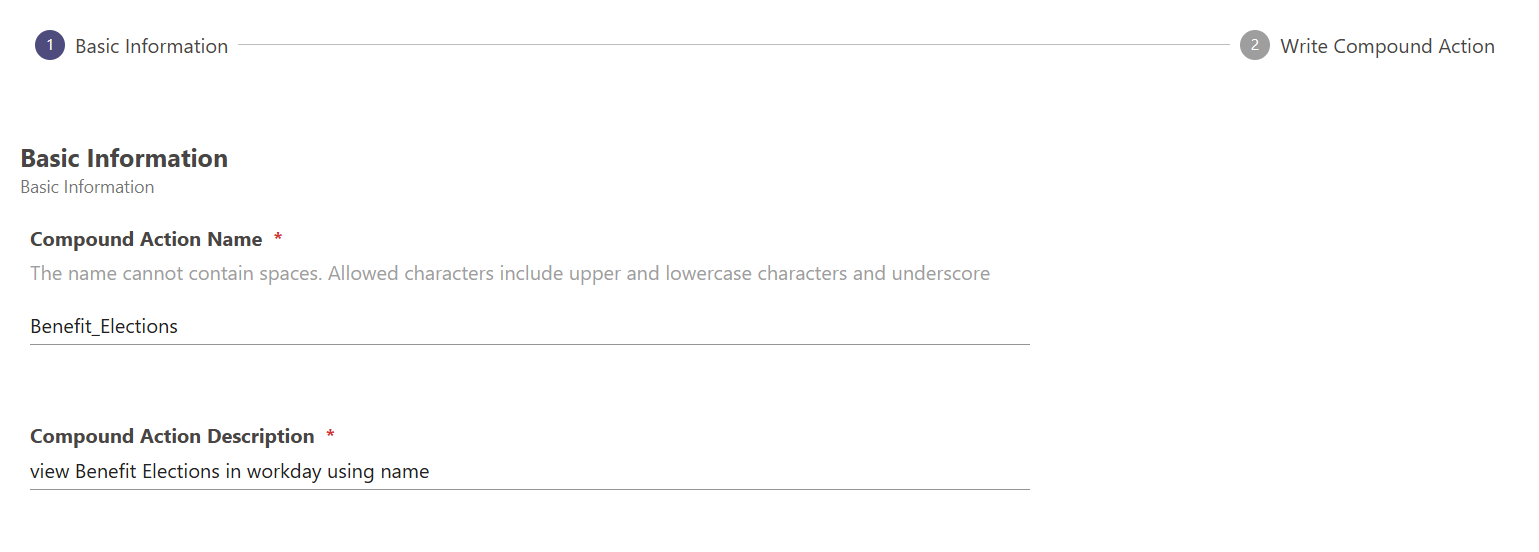 1 Basic Information
2 Write Compound Action
Basic Information
Basic Information
Compound Action Name *
The name cannot contain spaces. Allowed characters include upper and lowercase characters and underscore
Benefit_Elections
Compound Action Description *
view Benefit Elections in workday using name